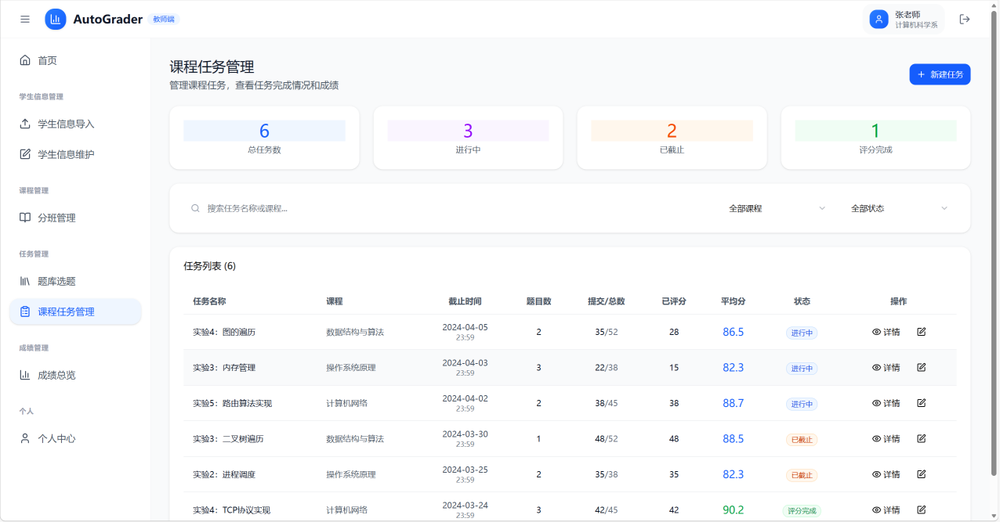 AutoGrader 教师端
张老师
计算机科学系
首页
学生信息管理
学生信息导入
学生信息维护
课程管理
分班管理
任务管理
题库选题
课程任务管理
成绩管理
成绩总览
个人
个人中心
课程任务管理
管理课程任务，查看任务完成情况和成绩
新建任务
6
总任务数
3
进行中
2
已截止
1
评分完成
搜索任务名称或课程...
全部课程
全部状态
任务列表 (6)
任务名称 课程 截止时间 题目数 提交/总数 已评分 平均分 状态 操作
实验4：图的遍历 数据结构与算法 2024-04-05 2 35/52 28 86.5 进行中 详情
23:59
实验3：内存管理 操作系统原理 2024-04-03 3 22/38 15 82.3 进行中 详情
23:59
实验5：路由算法实现 计算机网络 2024-04-02 2 38/45 38 88.7 进行中 详情
23:59
实验3：二叉树遍历 数据结构与算法 2024-03-30 1 48/52 48 88.5 已截止 详情
23:59
实验2：进程调度 操作系统原理 2024-03-25 2 35/38 35 82.3 已截止 详情
23:59
实验4：TCP协议实现 计算机网络 2024-03-24 3 42/45 42 90.2 评分完成 详情
23:59